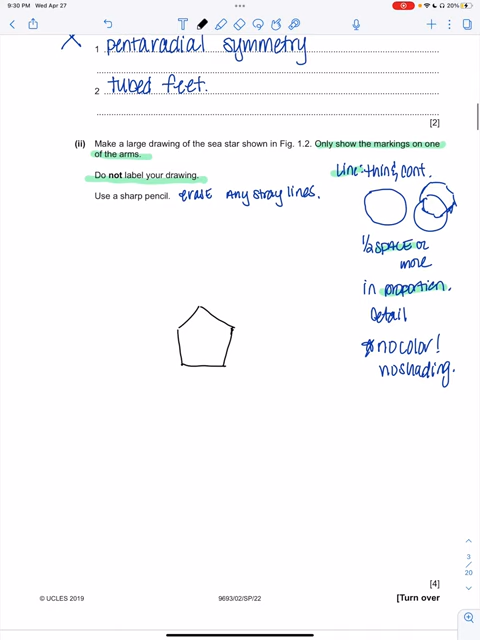 9:30 PM Wed Apr 27
20%
X
1 pentaradial symmetry
2 tubed feet.
[2]
(ii) Make a large drawing of the sea star shown in Fig. 1.2. Only show the markings on one
of the arms.
Do not label your drawing.
Use a sharp pencil. erase any stray lines.
Line: thin & cont.
1/2 SPACE or
more
in proportion.
detail
* no color!
no shading.
[4]
© UCLES 2019
9693/02/SP/22
[Turn over
3
/
20